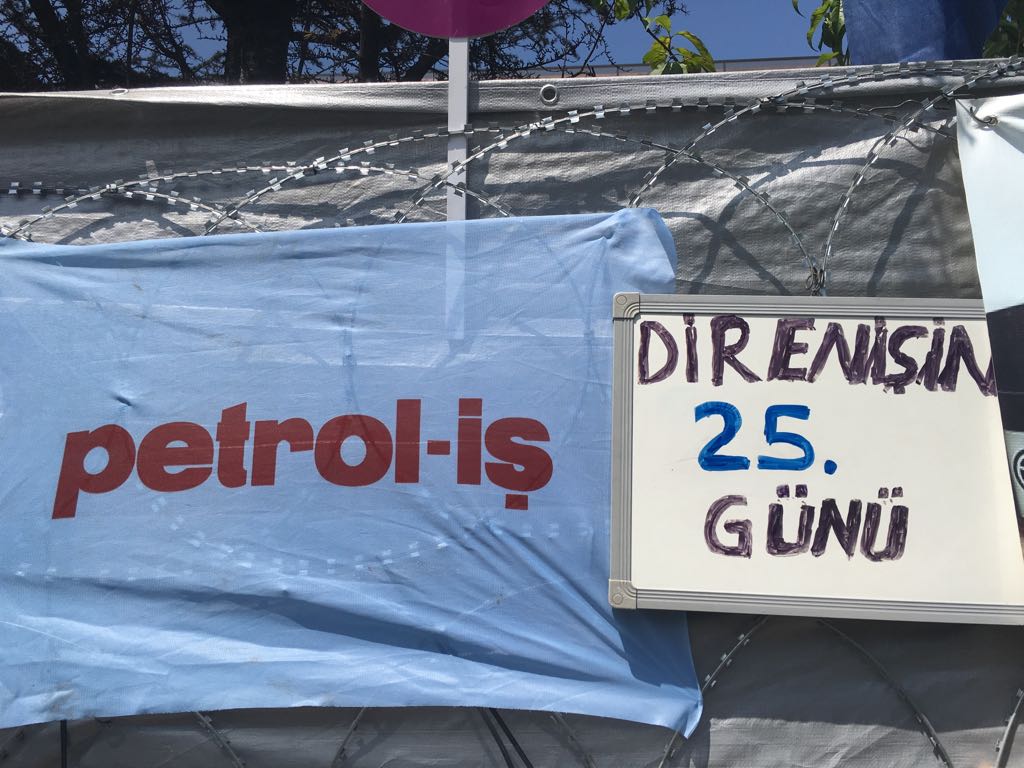 petrol-iş
DİRENİŞİN
25.
GÜNÜ